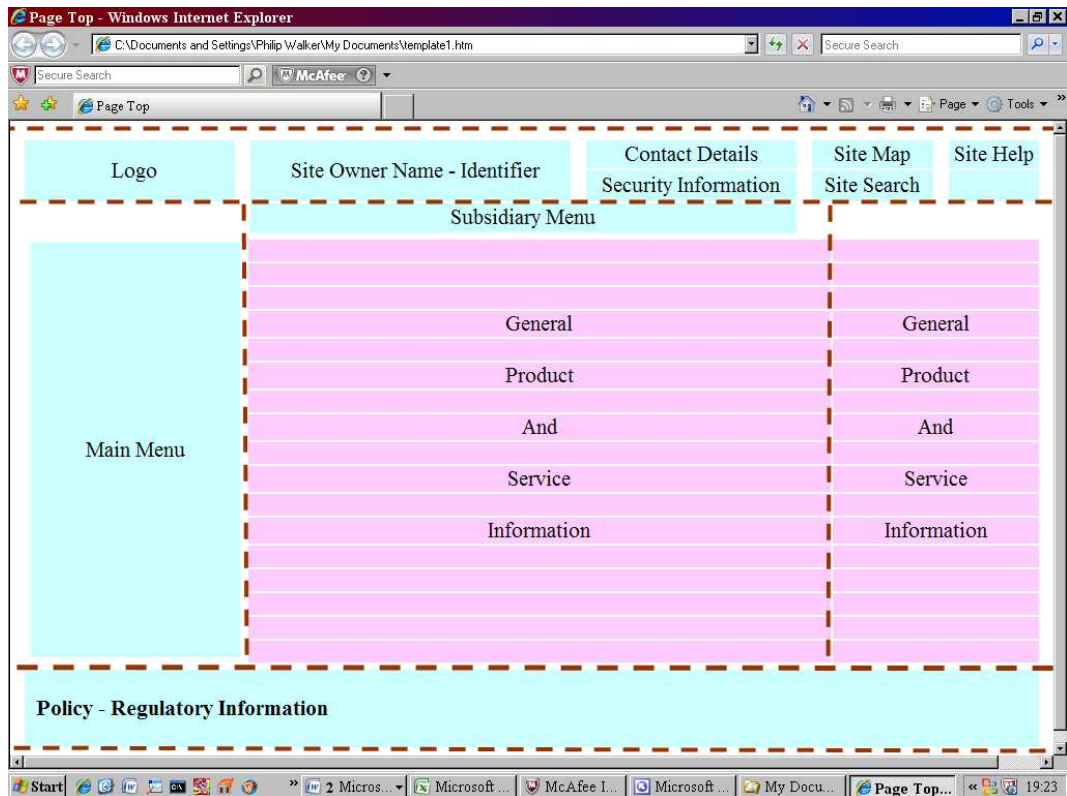 Page Top - Windows Internet Explorer
C:\Documents and Settings\Philip Walker\My Documents\template1.htm
Secure Search
Secure Search
McAfee
Page Top
Page
Tools
Logo
Site Owner Name - Identifier
Contact Details
Security Information
Site Map
Site Search
Site Help
Subsidiary Menu
Main Menu
General
Product
And
Service
Information
General
Product
And
Service
Information
Policy - Regulatory Information
Start
2 Micros...
Microsoft ...
McAfee I...
Microsoft ...
My Docu...
Page Top...
19:23